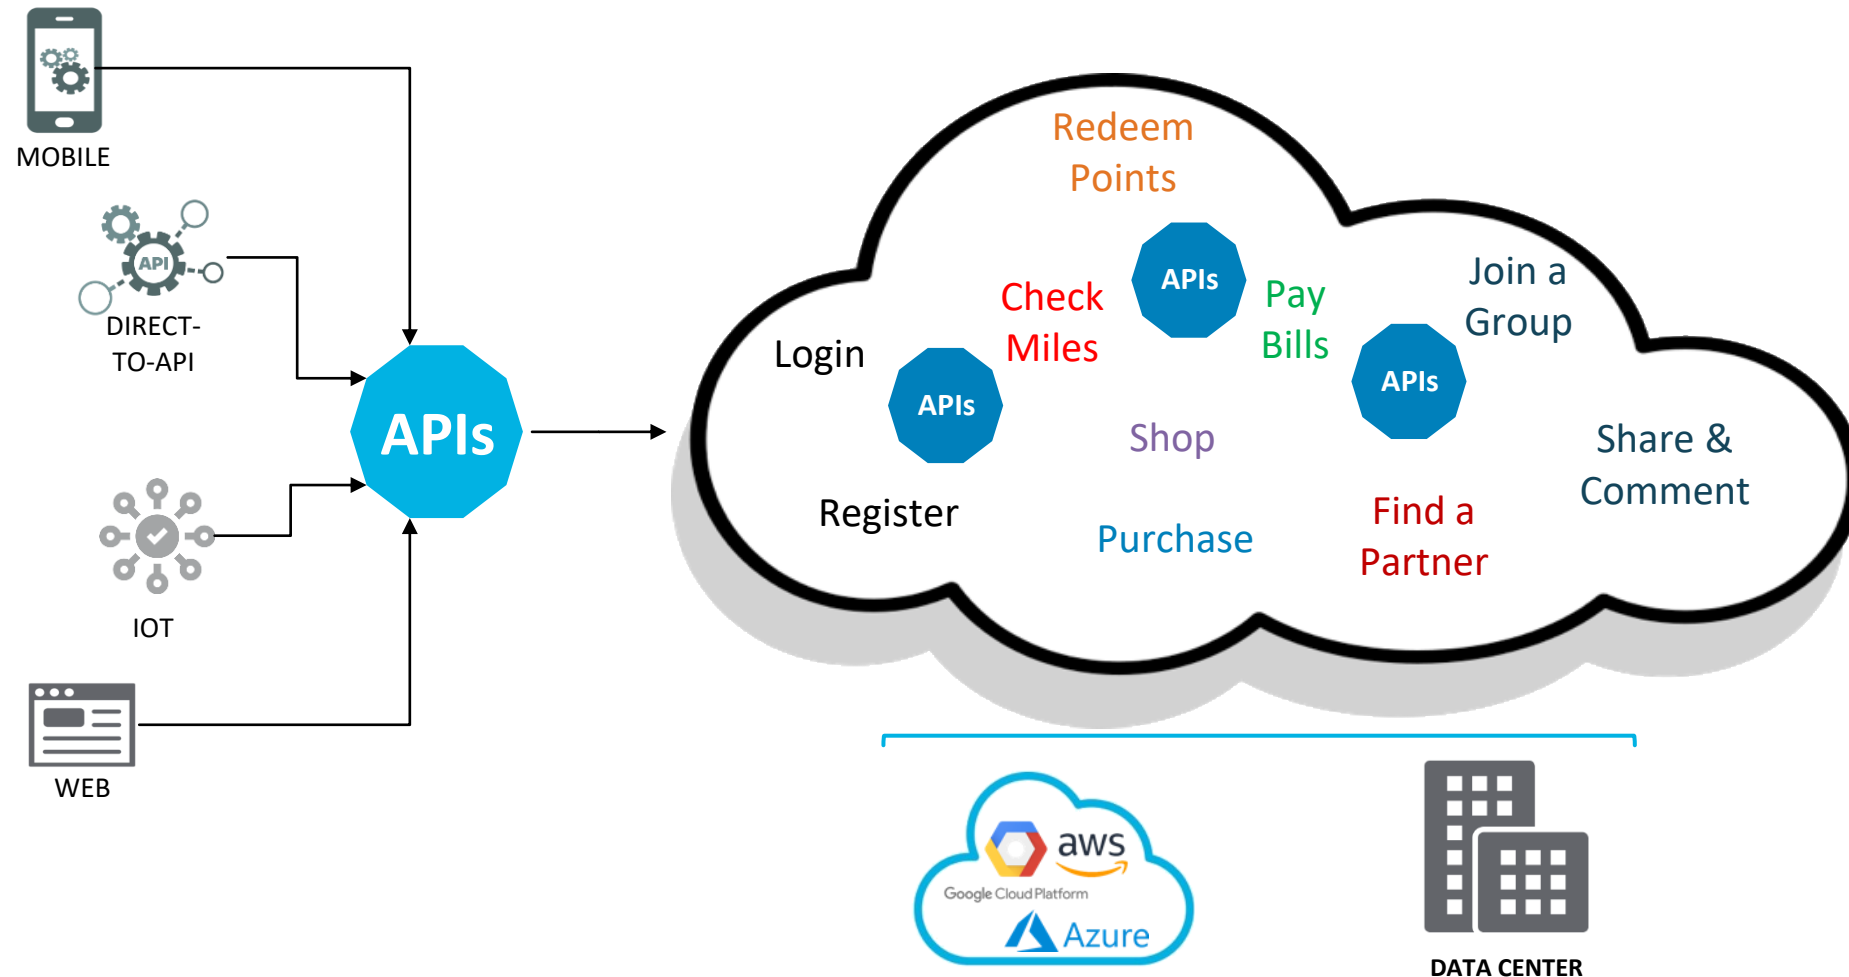 MOBILE
API
DIRECT-
TO-API
IOT
WEB
APIs
Redeem
Points
APIs
Check
Miles
Pay
Bills
Join a
Group
Login
APIs
APIs
Shop
Share &
Comment
Register
Purchase
Find a
Partner
aws
Google Cloud Platform
Azure
DATA CENTER